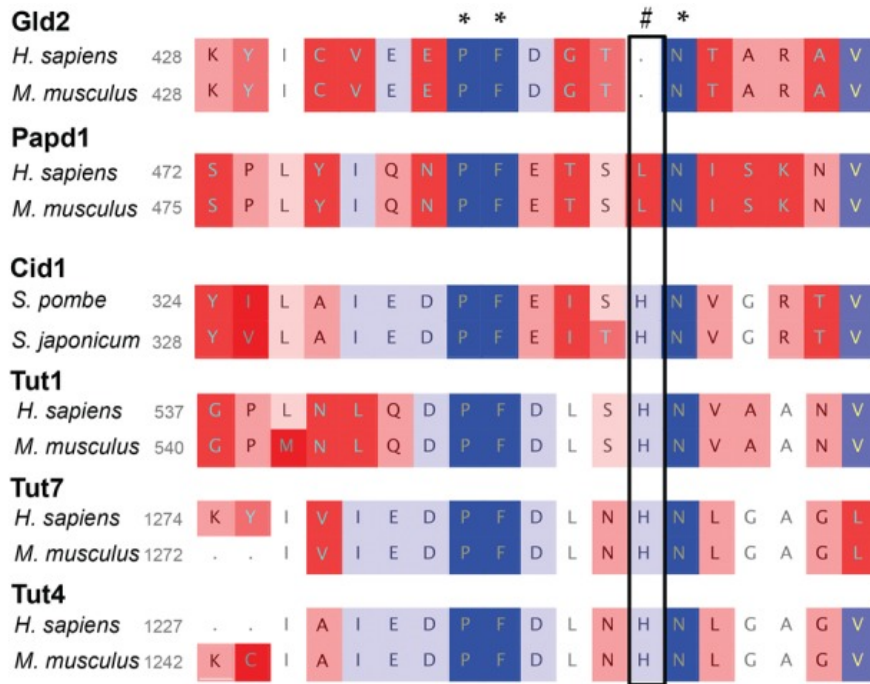 Gld2 * * # *
H. sapiens 428 K Y I C V E E P F D G T . N T A R A V
M. musculus 428 K Y I C V E E P F D G T . N T A R A V
Papd1
H. sapiens 472 S P L Y I Q N P F E T S L N I S K N V
M. musculus 475 S P L Y I Q N P F E T S L N I S K N V
Cid1
S. pombe 324 Y I L A I E D P F E I S H N V G R T V
S. japonicum 328 Y V L A I E D P F E I T H N V G R T V
Tut1
H. sapiens 537 G P L N L Q D P F D L S H N V A A N V
M. musculus 540 G P M N L Q D P F D L S H N V A A N V
Tut7
H. sapiens 1274 K Y I V I E D P F D L N H N L G A G L
M. musculus 1272 . . I V I E D P F D L N H N L G A G L
Tut4
H. sapiens 1227 . . I A I E D P F D L N H N L G A G V
M. musculus 1242 K C I A I E D P F D L N H N L G A G V